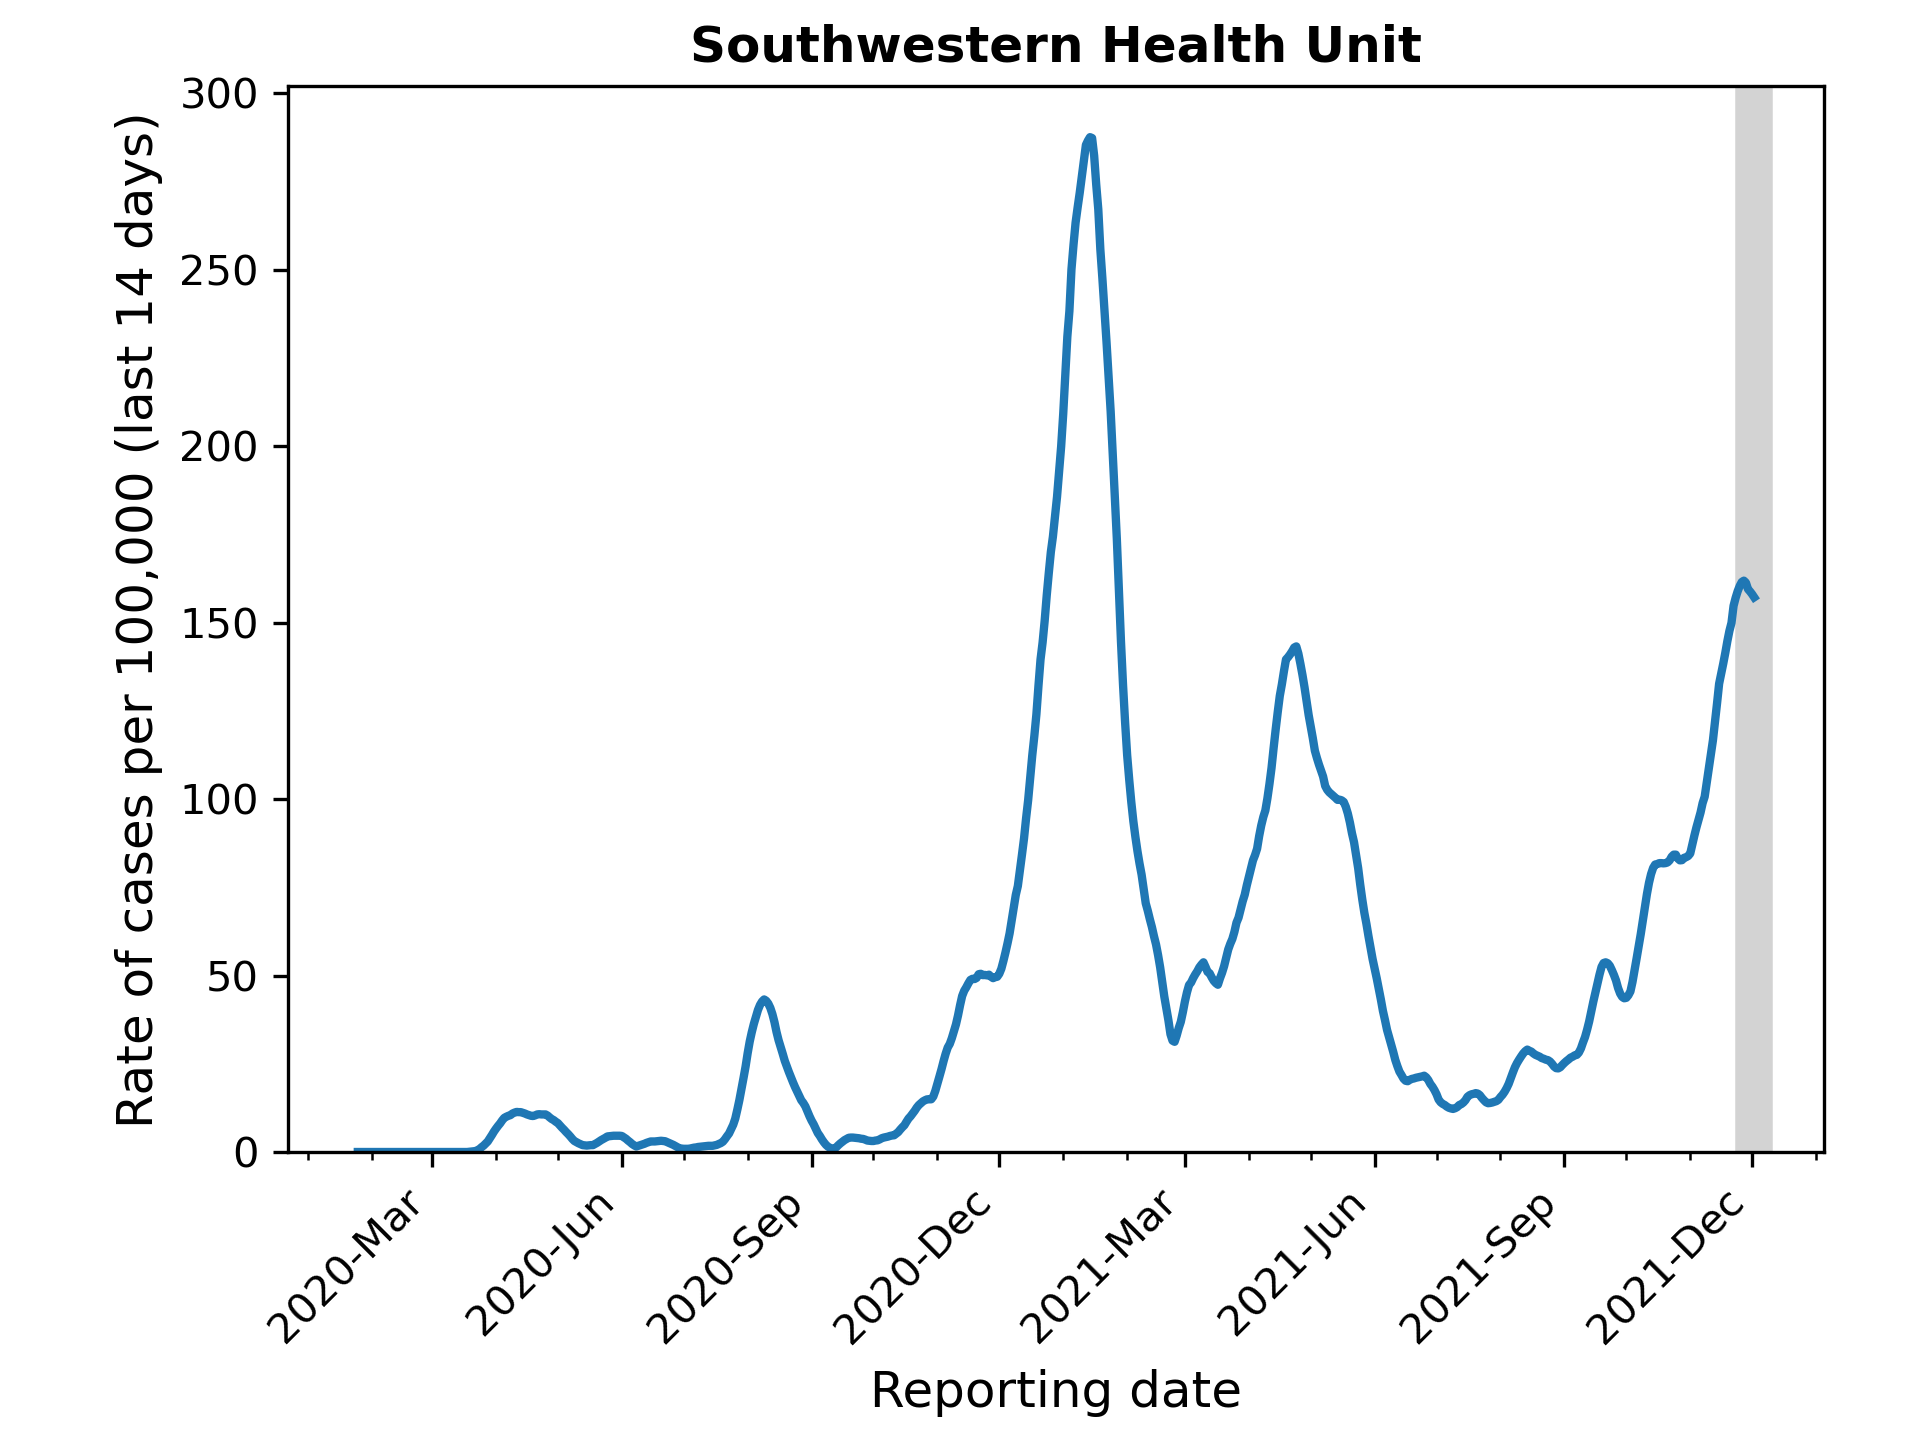 Southwestern Health Unit
Rate of cases per 100,000 (last 14 days)
300
250
200
150
100
50
0
2020-Mar
2020-Jun
2020-Sep
2020-Dec
2021-Mar
2021-Jun
2021-Sep
2021-Dec
Reporting date